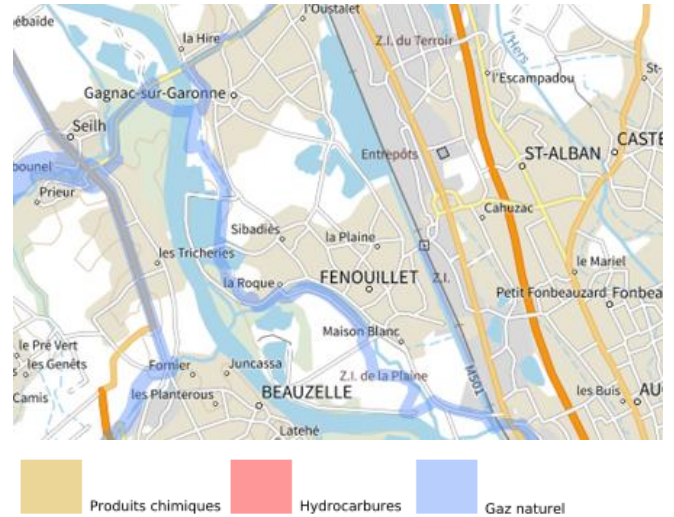 l'Oustalet
ébaïde
la Hire
Z.I. du Terroir
l'Hers
l'Escampadou
St-
Gagnac-sur-Garonne
Seilh
Entrepôts
ST-ALBAN
CASTE
bounel
Prieur
Cahuzac
Sibadiès
la Plaine
les Tricheries
le Mariel
la Roque
FENOUILLET
Z.I.
Petit Fonbeauzard
Fonbea
Maison Blanc
le Pré Vert
les Genêts
Fornier
Juncassa
Z.I. de la Plaine
M501
Camis
les Planterous
BEAUZELLE
les Buis
AU
Latehé
Produits chimiques
Hydrocarbures
Gaz naturel